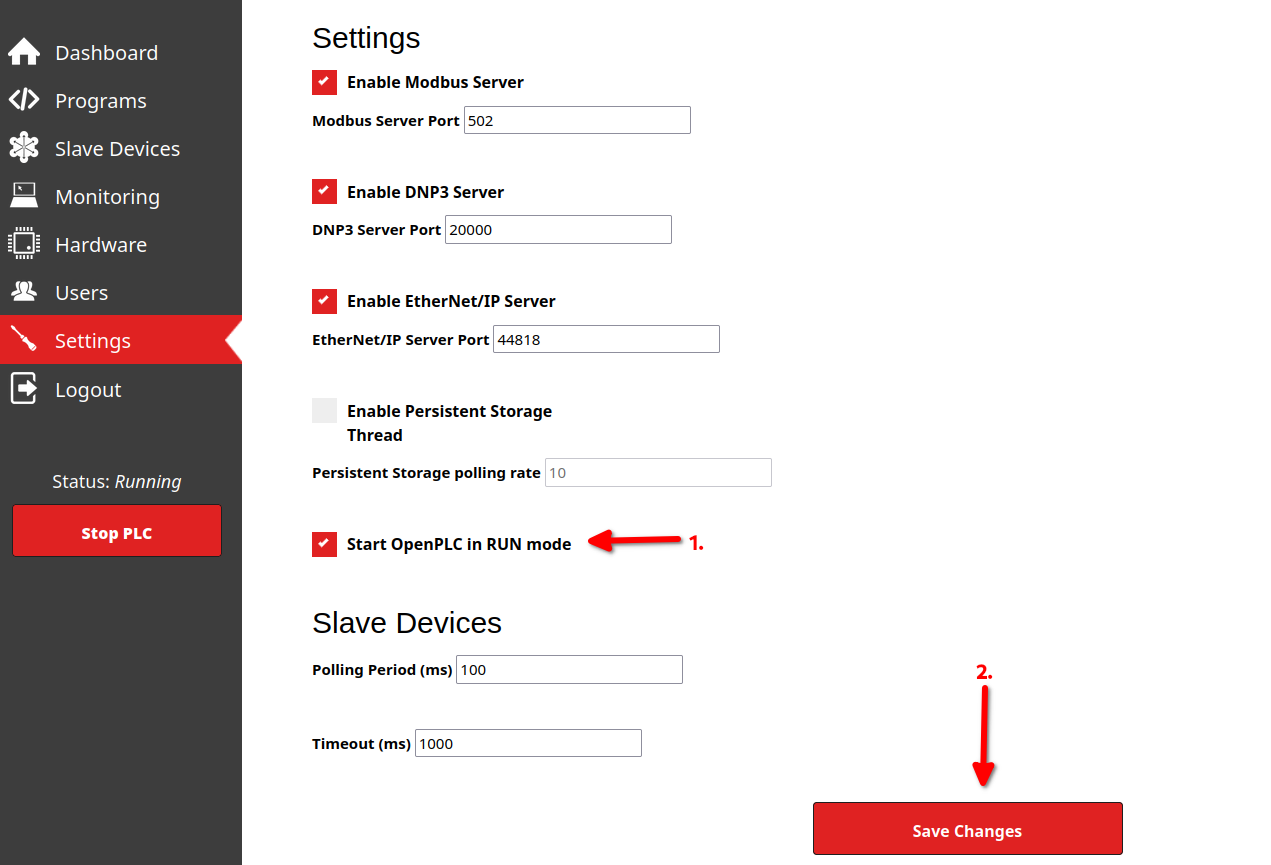 Dashboard
Programs
Slave Devices
Monitoring
Hardware
Users
Settings
Logout
Status: Running
Stop PLC
Settings
Enable Modbus Server
Modbus Server Port 502
Enable DNP3 Server
DNP3 Server Port 20000
Enable EtherNet/IP Server
EtherNet/IP Server Port 44818
Enable Persistent Storage
Thread
Persistent Storage polling rate 10
Start OpenPLC in RUN mode 1.
Slave Devices
Polling Period (ms) 100
2.
Timeout (ms) 1000
Save Changes